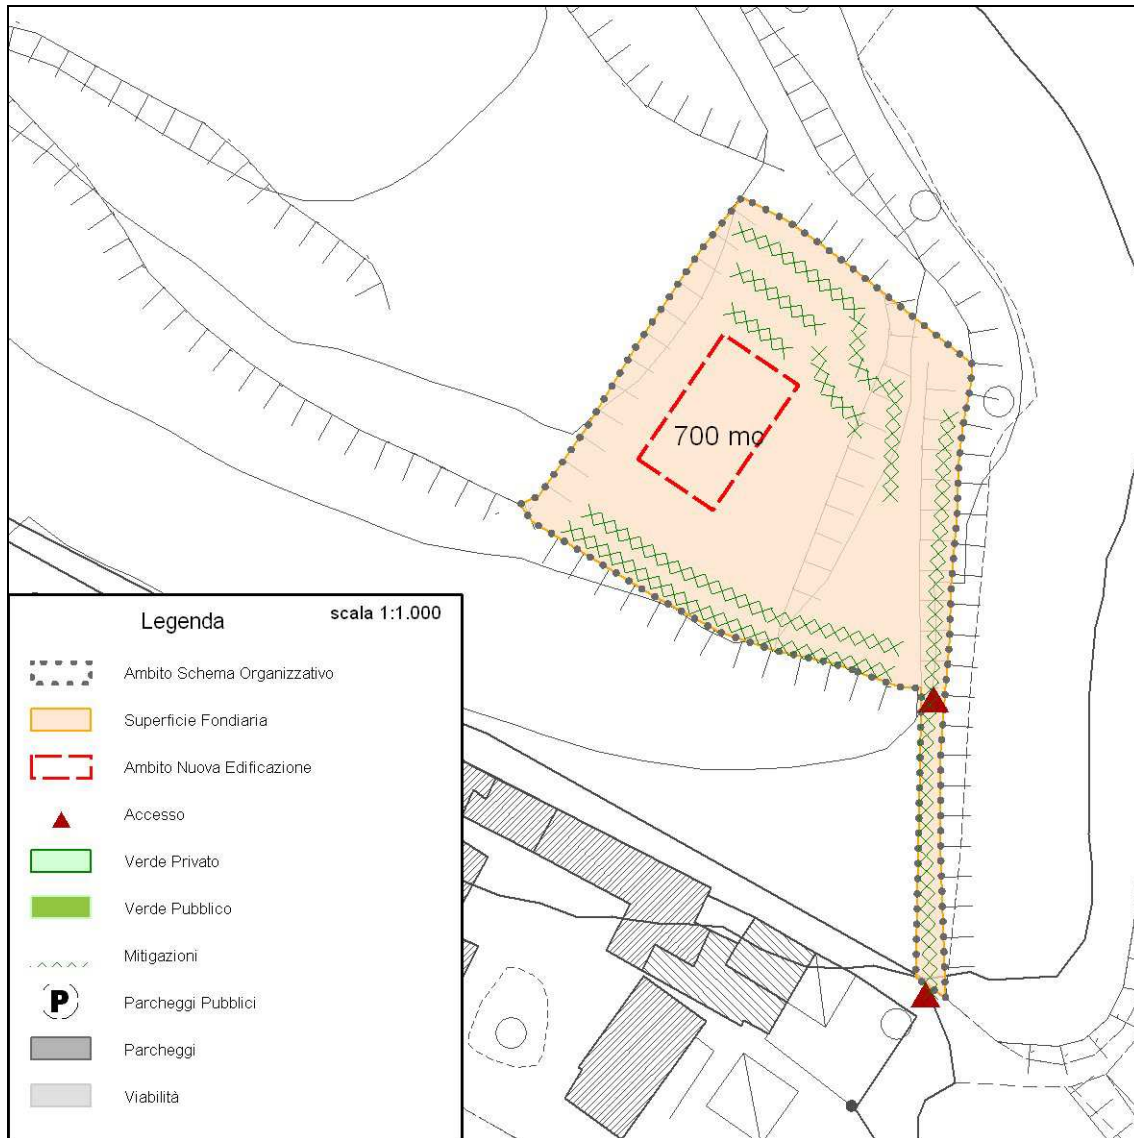 700 mc
Legenda
scala 1:1.000
Ambito Schema Organizzativo
Superficie Fondiaria
Ambito Nuova Edificazione
Accesso
Verde Privato
Verde Pubblico
Mitigazioni
P
Parcheggi Pubblici
Parcheggi
Viabilità